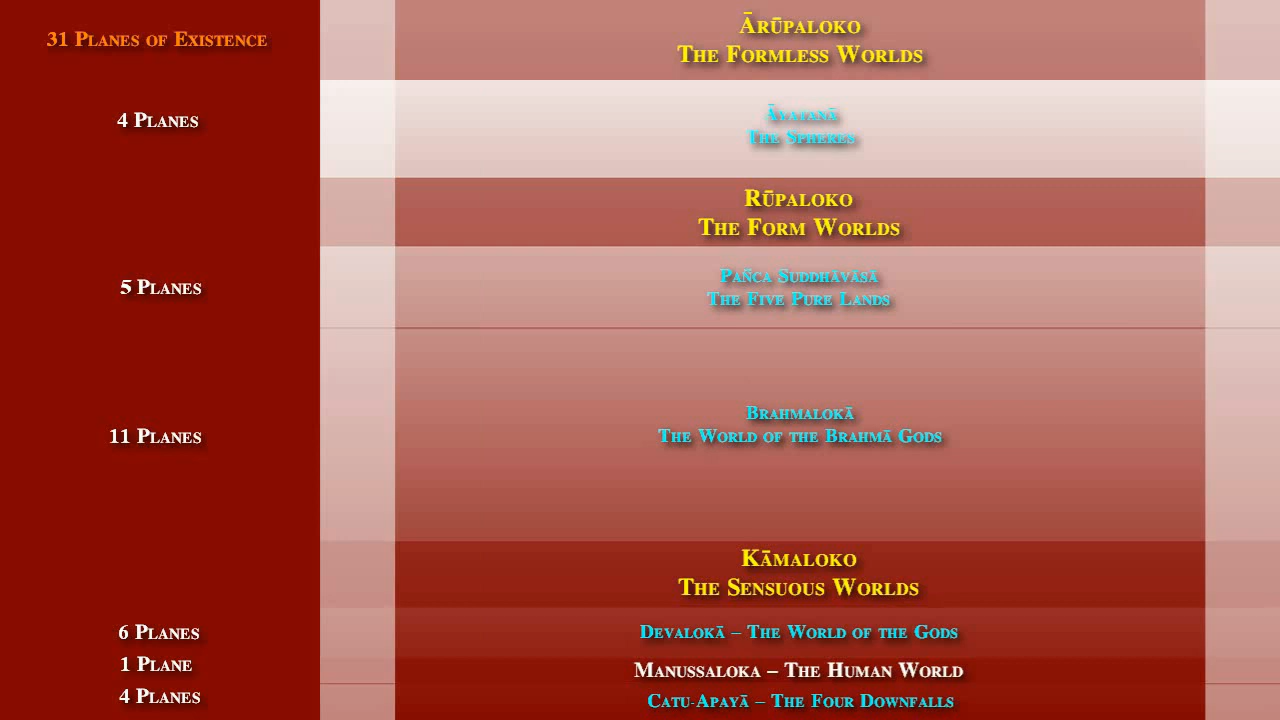 31 Planes of Existence
Ārūpaloko
The Formless Worlds
4 Planes
Āyatanā
The Spheres
Rūpaloko
The Form Worlds
5 Planes
Pañca Suddhāvāsā
The Five Pure Lands
11 Planes
Brahmalokā
The World of the Brahmā Gods
Kāmaloko
The Sensuous Worlds
6 Planes
Devalokā – The World of the Gods
1 Plane
Manussaloka – The Human World
4 Planes
Catu-Apayā – The Four Downfalls